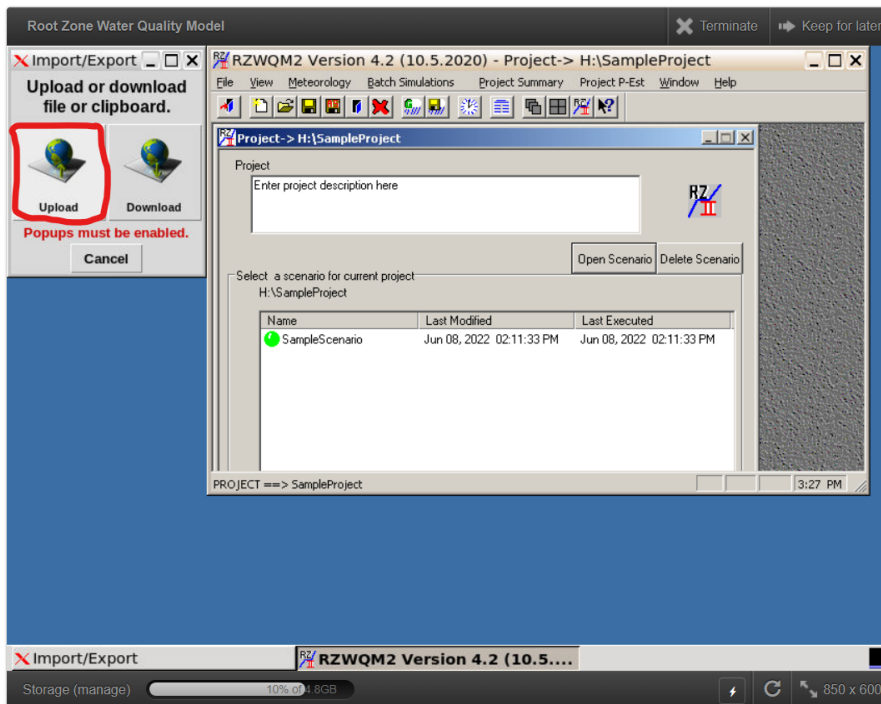 Root Zone Water Quality Model
Terminate
Keep for later
Import/Export
Upload or download
file or clipboard.
Upload
Download
Popups must be enabled.
Cancel
RZWQM2 Version 4.2 (10.5.2020) - Project-> H:\SampleProject
File View Meteorology Batch Simulations Project Summary Project P-Est Window Help
Project-> H:\SampleProject
Project
Enter project description here
RZ
II
Open Scenario
Delete Scenario
Select a scenario for current project
H:\SampleProject
Name Last Modified Last Executed
SampleScenario Jun 08, 2022 02:11:33 PM Jun 08, 2022 02:11:33 PM
PROJECT ==> SampleProject
3:27 PM
Import/Export
RZWQM2 Version 4.2 (10.5....
Storage (manage)
10% of 4.8GB
850 x 600